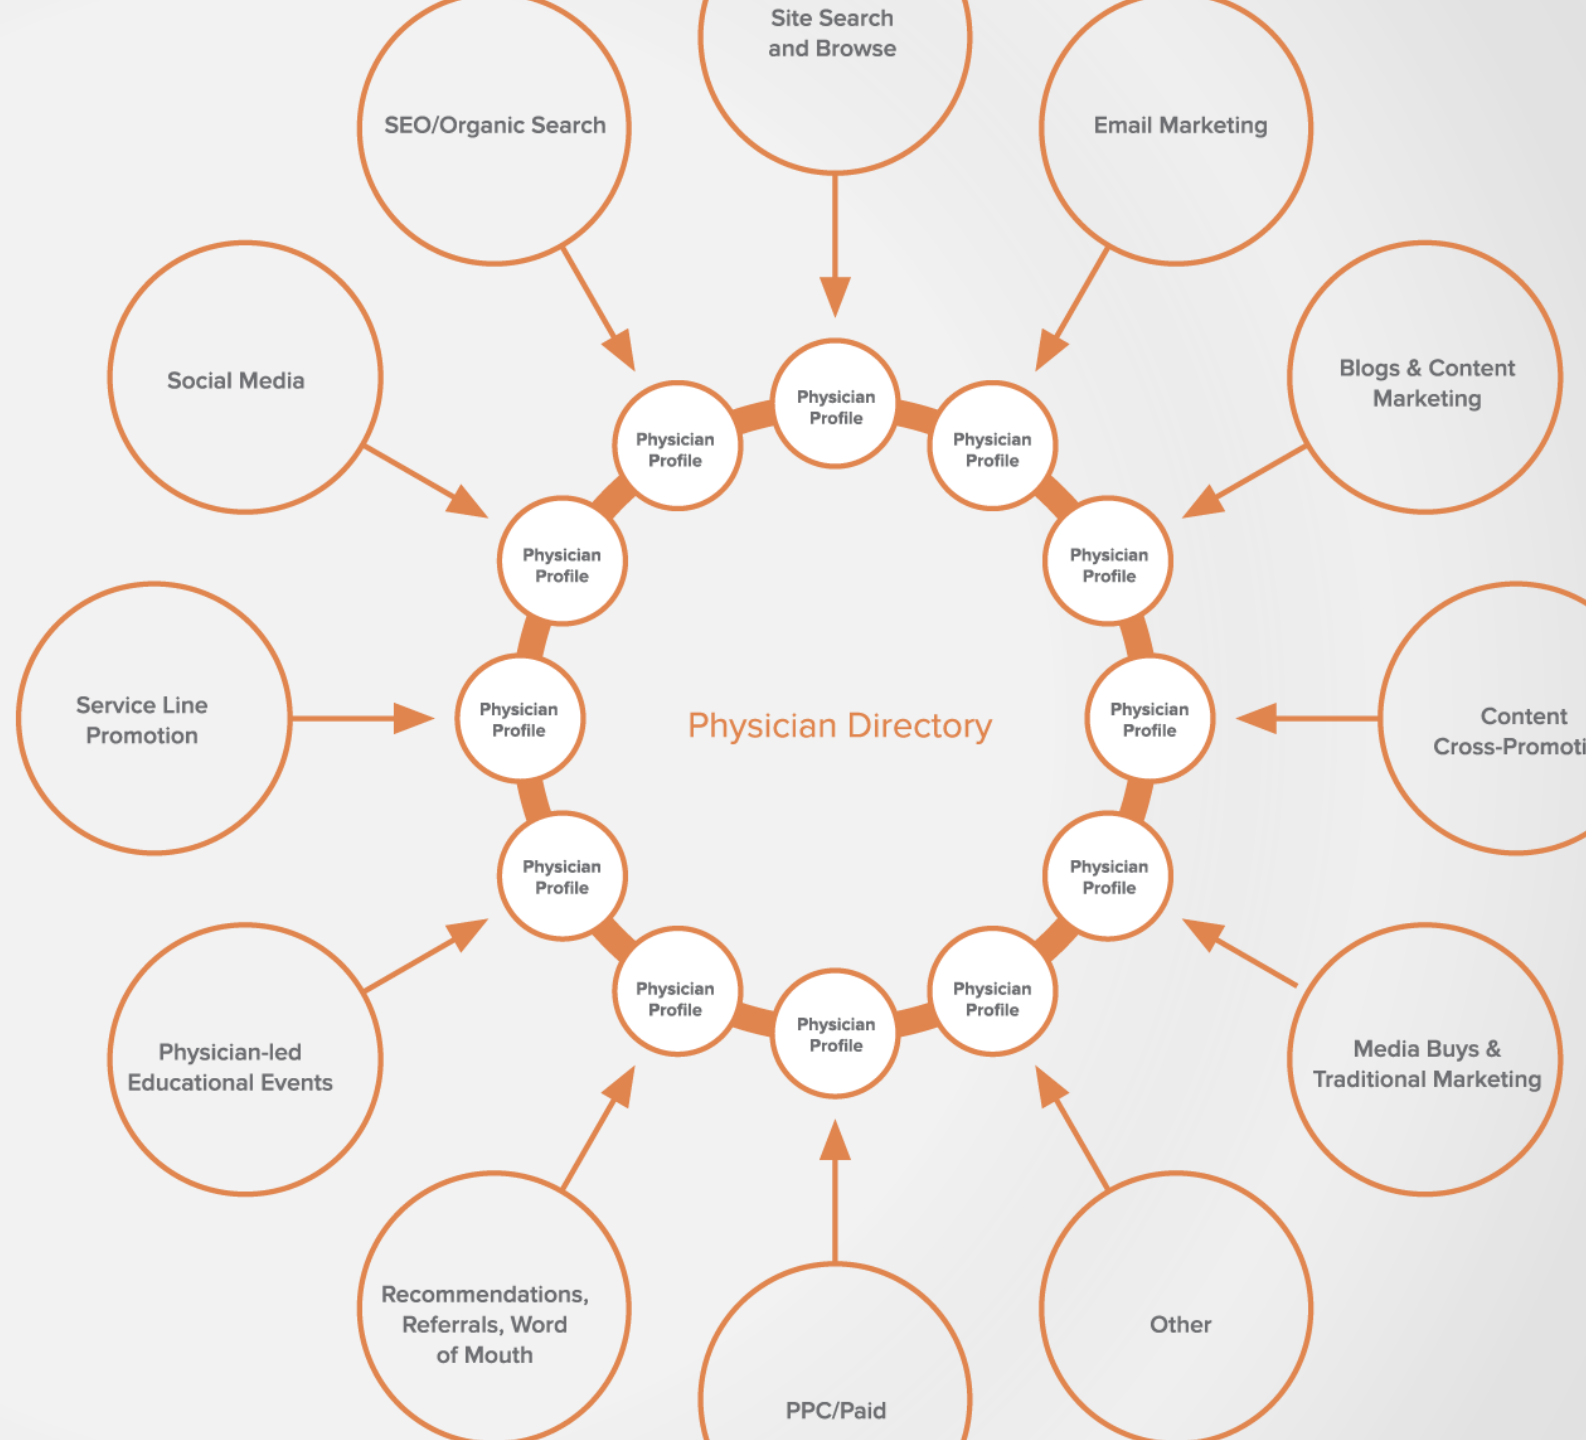 Site Search
and Browse
SEO/Organic Search
Email Marketing
Social Media
Blogs & Content
Marketing
Physician
Profile
Physician
Profile
Physician
Profile
Physician
Profile
Physician
Profile
Service Line
Promotion
Physician
Profile
Physician Directory
Physician
Profile
Content
Physician
Profile
Physician
Profile
Physician
Profile
Physician
Profile
Physician
Profile
Physician-led
Educational Events
Media Buys &
Traditional Marketing
Recommendations,
Referrals, Word
of Mouth
Other
PPC/Paid